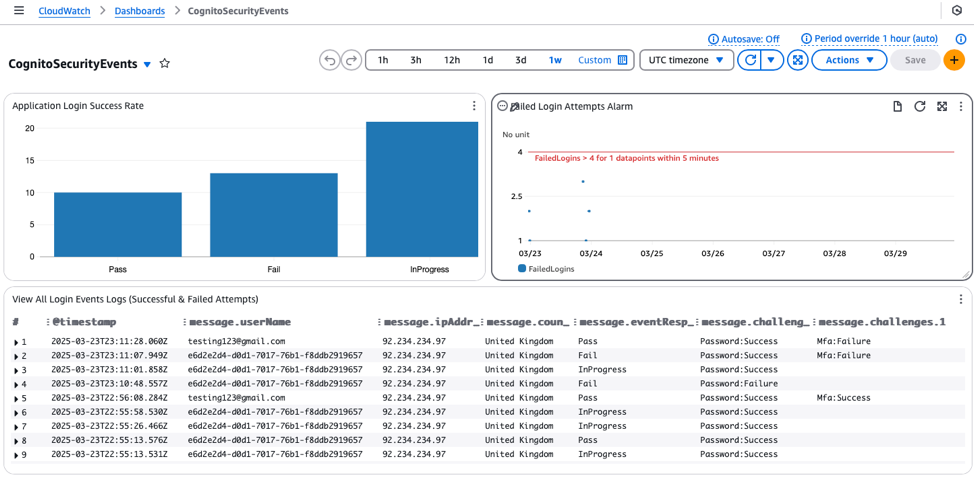 CloudWatch > Dashboards > CognitoSecurityEvents
Autosave: Off Period override 1 hour (auto)
CognitoSecurityEvents 1h 3h 12h 1d 3d 1w Custom UTC timezone Actions Save +
Application Login Success Rate
20
15
10
5
0
Pass Fail InProgress
Failed Login Attempts Alarm
No unit
4
FailedLogins > 4 for 1 datapoints within 5 minutes
2.5
1
03/23 03/24 03/25 03/26 03/27 03/28 03/29
FailedLogins
View All Login Events Logs (Successful & Failed Attempts)
# @timestamp message.userName message.ipAddr_ message.coun_ message.eventResp_ message.challeng_ message.challenges.1
1 2025-03-23T23:11:28.060Z testing123@gmail.com 92.234.234.97 United Kingdom Pass Password:Success Mfa:Failure
2 2025-03-23T23:11:07.949Z e6d2e2d4-d0d1-7017-76b1-f8ddb2919657 92.234.234.97 United Kingdom Fail Password:Success Mfa:Failure
3 2025-03-23T23:11:01.858Z e6d2e2d4-d0d1-7017-76b1-f8ddb2919657 92.234.234.97 United Kingdom InProgress Password:Success
4 2025-03-23T23:10:48.557Z e6d2e2d4-d0d1-7017-76b1-f8ddb2919657 92.234.234.97 United Kingdom Fail Password:Failure
5 2025-03-23T22:56:08.284Z testing123@gmail.com 92.234.234.97 United Kingdom Pass Password:Success Mfa:Success
6 2025-03-23T22:55:58.530Z e6d2e2d4-d0d1-7017-76b1-f8ddb2919657 92.234.234.97 United Kingdom InProgress Password:Success
7 2025-03-23T22:55:26.466Z e6d2e2d4-d0d1-7017-76b1-f8ddb2919657 92.234.234.97 United Kingdom InProgress Password:Success
8 2025-03-23T22:55:13.576Z e6d2e2d4-d0d1-7017-76b1-f8ddb2919657 92.234.234.97 United Kingdom Pass Password:Success
9 2025-03-23T22:55:13.531Z e6d2e2d4-d0d1-7017-76b1-f8ddb2919657 92.234.234.97 United Kingdom InProgress Password:Success